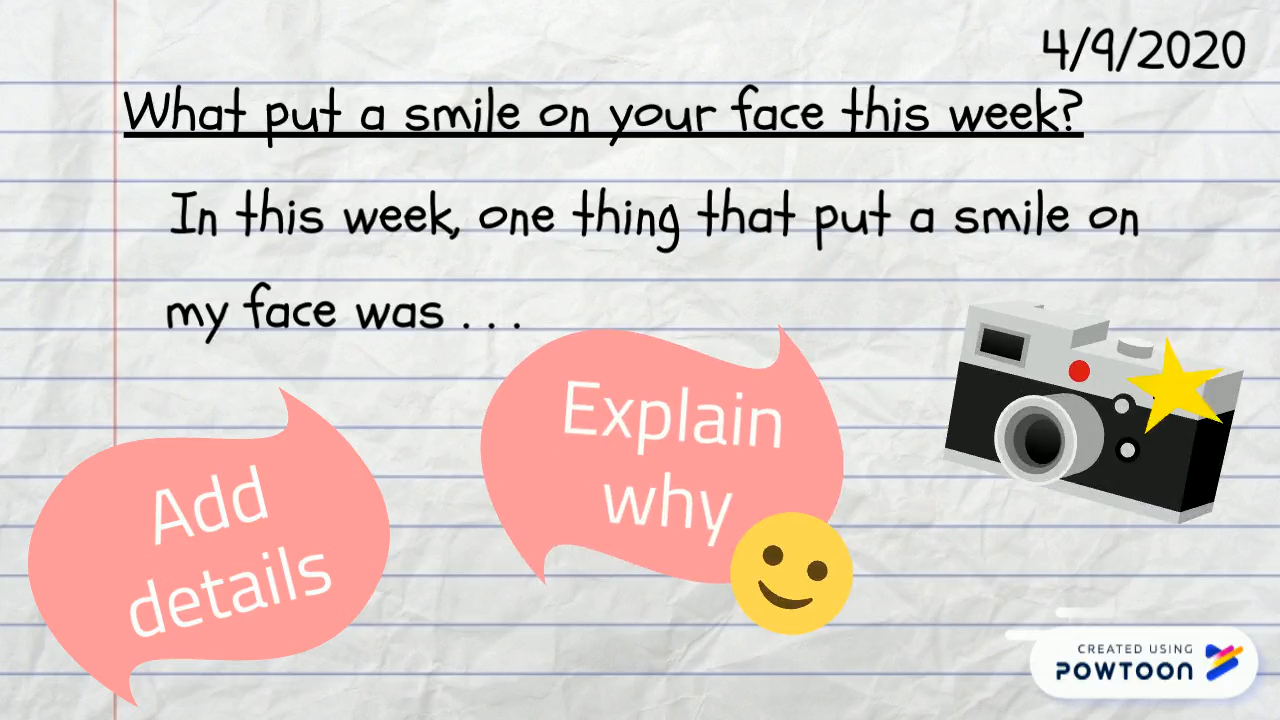 4/9/2020
What put a smile on your face this week?
In this week, one thing that put a smile on
my face was . . .
Explain
why
Add
details
CREATED USING
POWTOON